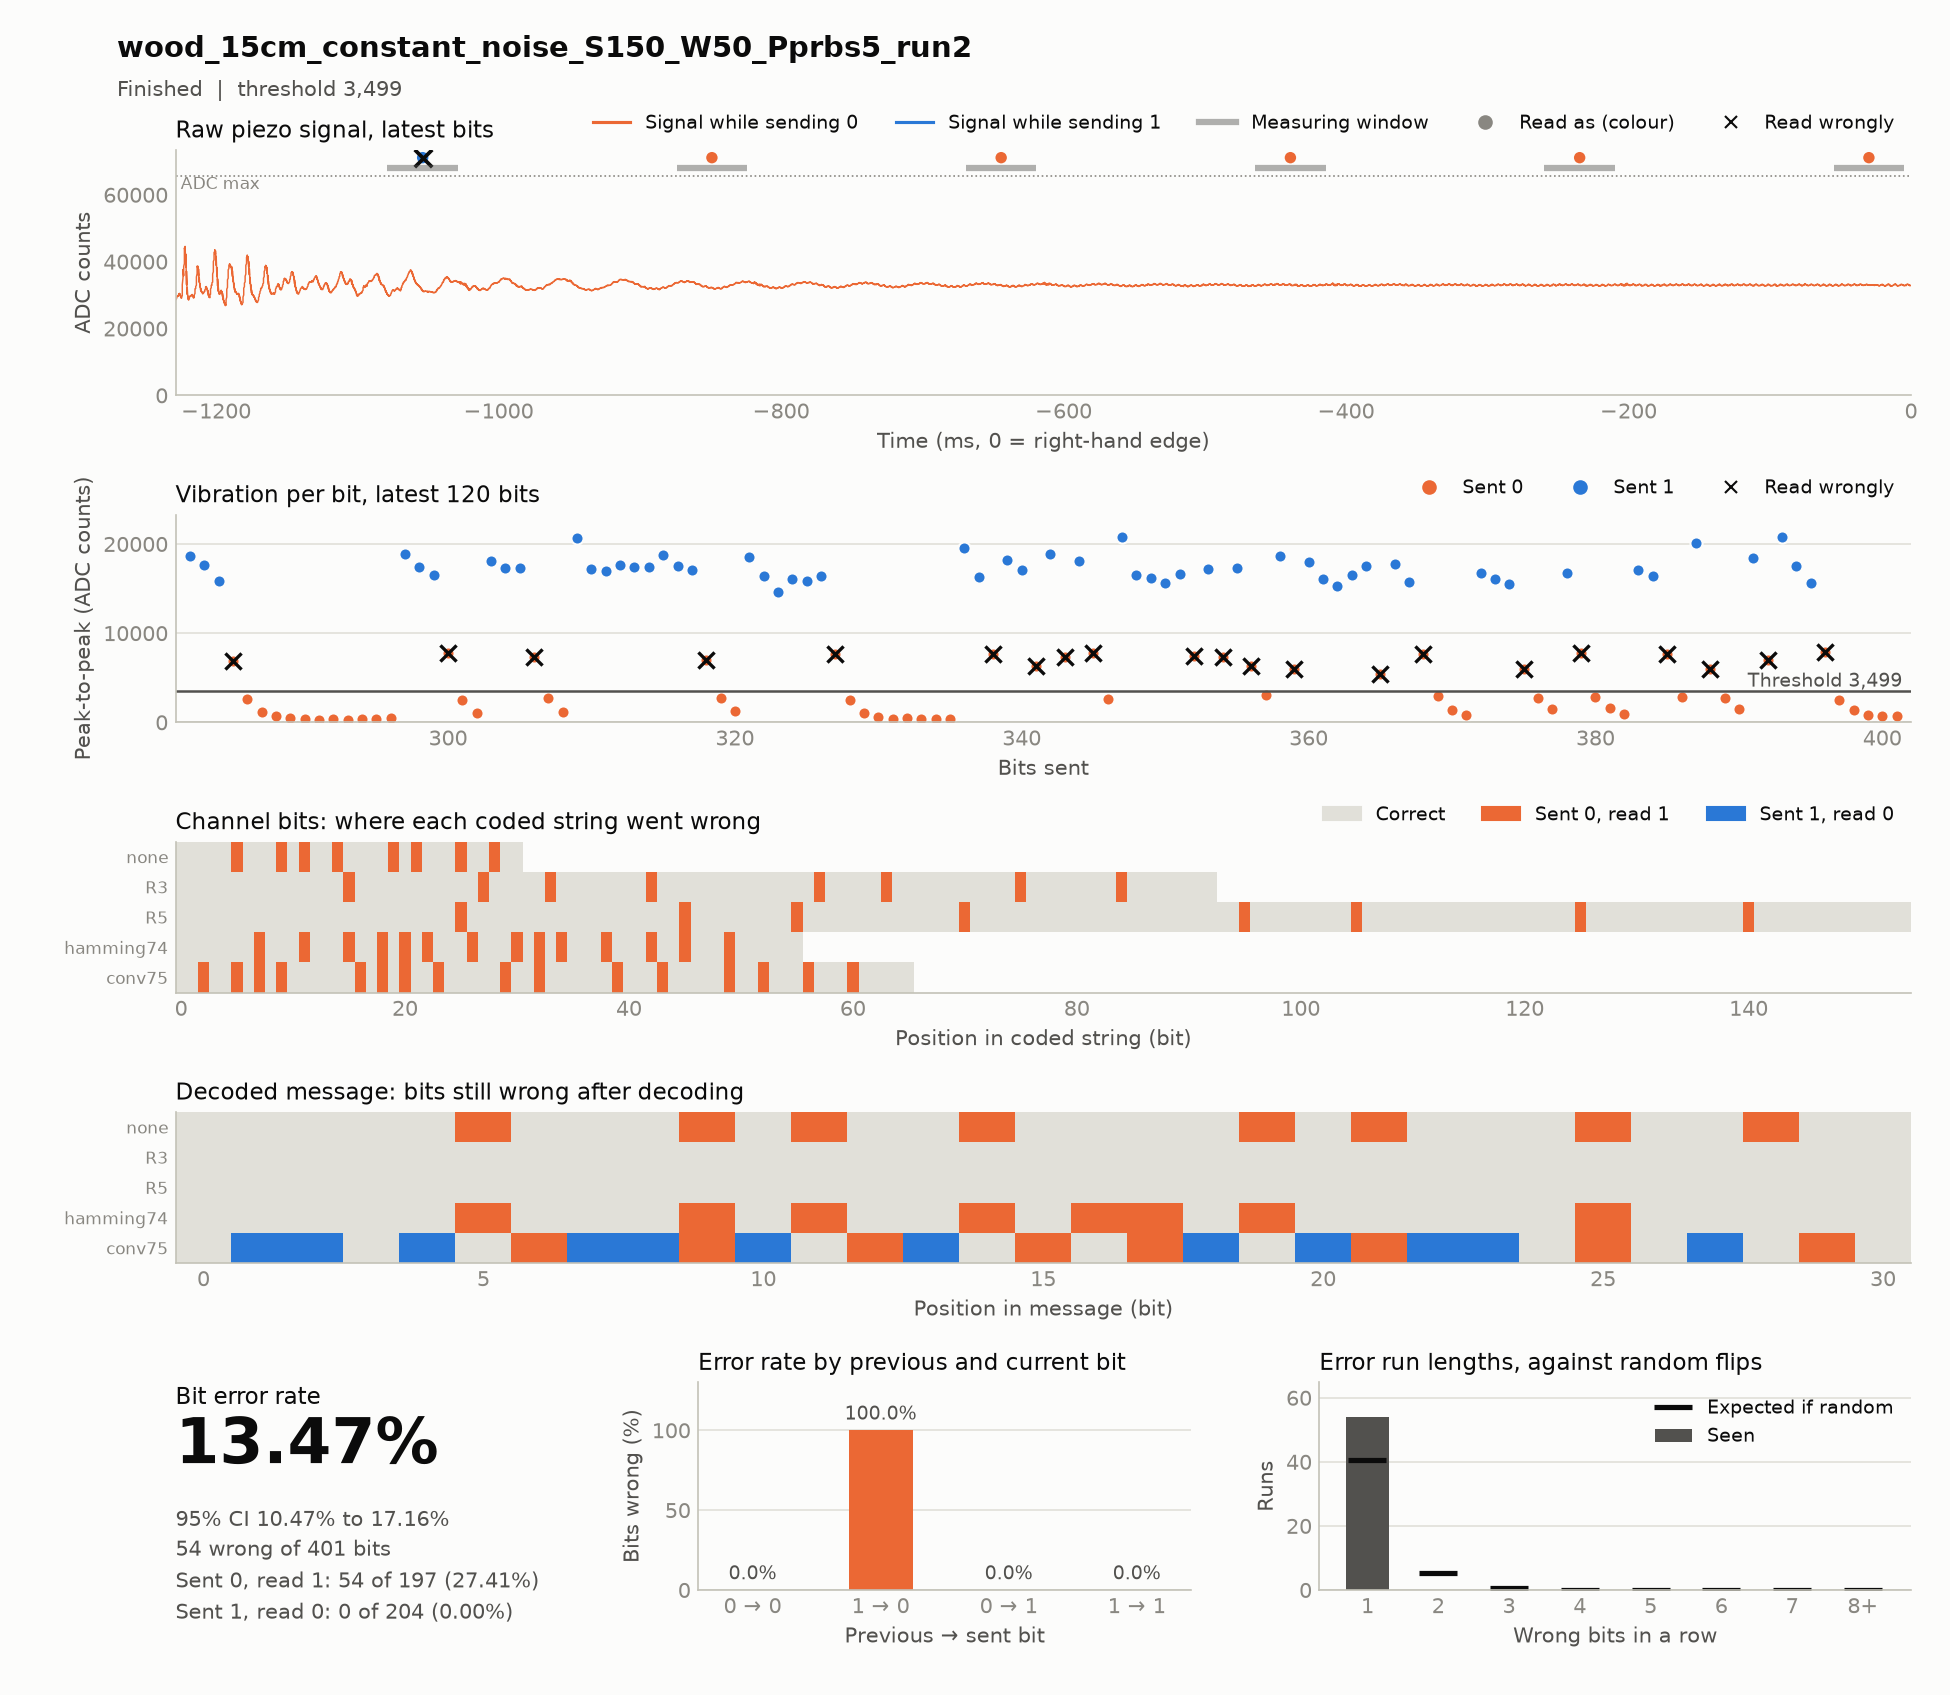 wood_15cm_constant_noise_S150_W50_Pprbs5_run2
Finished | threshold 3,499
Raw piezo signal, latest bits
Signal while sending 0
Signal while sending 1
Measuring window
Read as (colour)
Read wrongly
ADC max
60000
40000
20000
0
ADC counts
−1200
−1000
−800
−600
−400
−200
0
Time (ms, 0 = right-hand edge)
Vibration per bit, latest 120 bits
Sent 0
Sent 1
Read wrongly
20000
10000
0
Peak-to-peak (ADC counts)
Threshold 3,499
300
320
340
360
380
400
Bits sent
Channel bits: where each coded string went wrong
Correct
Sent 0, read 1
Sent 1, read 0
none
R3
R5
hamming74
conv75
0
20
40
60
80
100
120
140
Position in coded string (bit)
Decoded message: bits still wrong after decoding
none
R3
R5
hamming74
conv75
0
5
10
15
20
25
30
Position in message (bit)
Bit error rate
13.47%
95% CI 10.47% to 17.16%
54 wrong of 401 bits
Sent 0, read 1: 54 of 197 (27.41%)
Sent 1, read 0: 0 of 204 (0.00%)
Error rate by previous and current bit
100
50
0
Bits wrong (%)
0.0%
100.0%
0.0%
0.0%
0 → 0
1 → 0
0 → 1
1 → 1
Previous → sent bit
Error run lengths, against random flips
Expected if random
Seen
60
40
20
0
Runs
1
2
3
4
5
6
7
8+
Wrong bits in a row